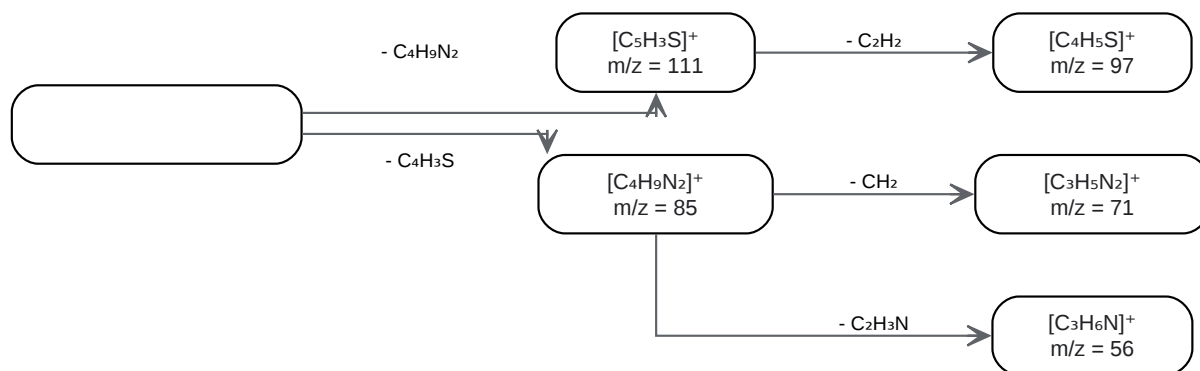 - C₄H₉N₂
[C₅H₃S]⁺
m/z = 111
- C₂H₂
[C₄H₅S]⁺
m/z = 97
- C₄H₃S
[C₄H₉N₂]⁺
m/z = 85
- CH₂
[C₃H₅N₂]⁺
m/z = 71
- C₂H₃N
[C₃H₆N]⁺
m/z = 56